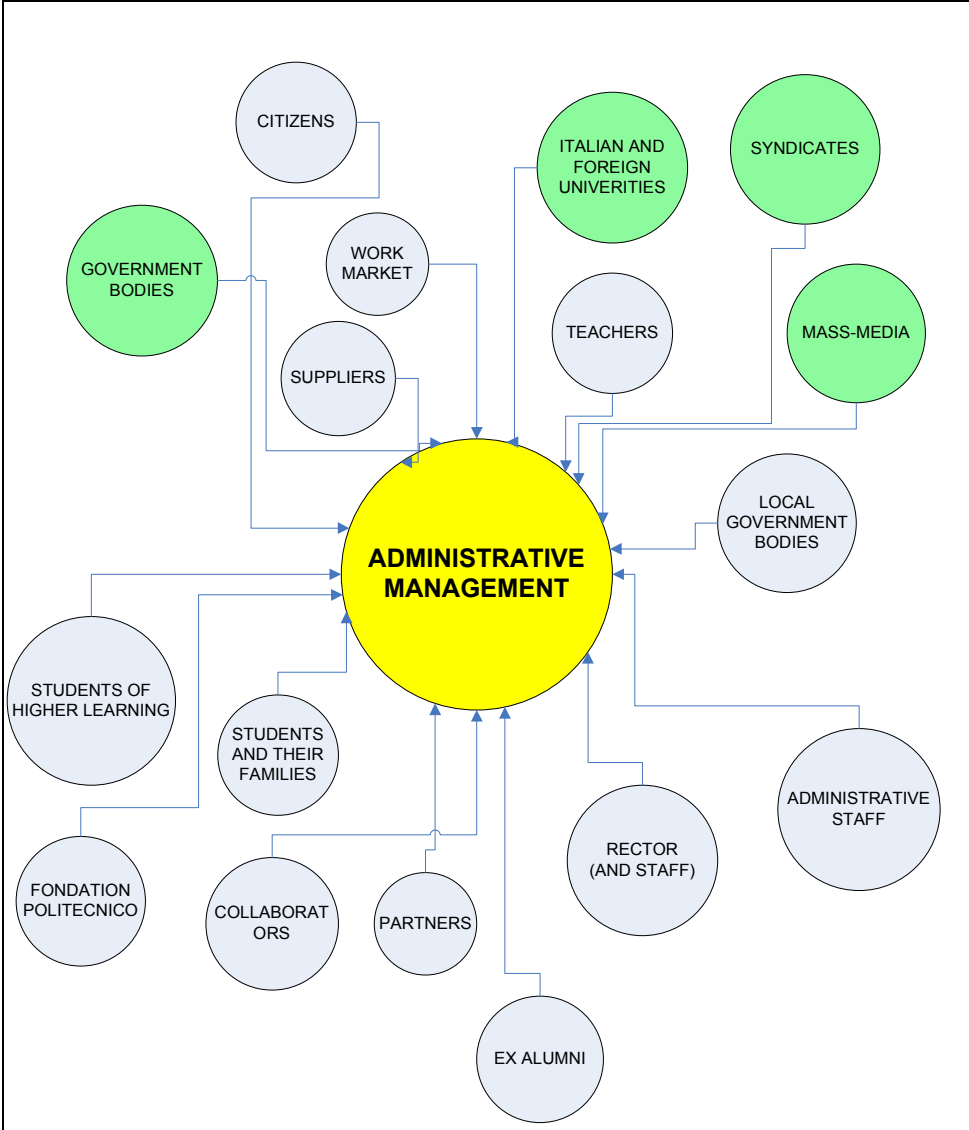 CITIZENS
ITALIAN AND
FOREIGN
UNIVERITIES
SYNDICATES
GOVERNMENT
BODIES
WORK
MARKET
TEACHERS
MASS-MEDIA
SUPPLIERS
LOCAL
GOVERNMENT
BODIES
ADMINISTRATIVE
MANAGEMENT
STUDENTS OF
HIGHER LEARNING
STUDENTS
AND THEIR
FAMILIES
ADMINISTRATIVE
STAFF
RECTOR
(AND STAFF)
FONDATION
POLITECNICO
COLLABORAT
ORS
PARTNERS
EX ALUMNI